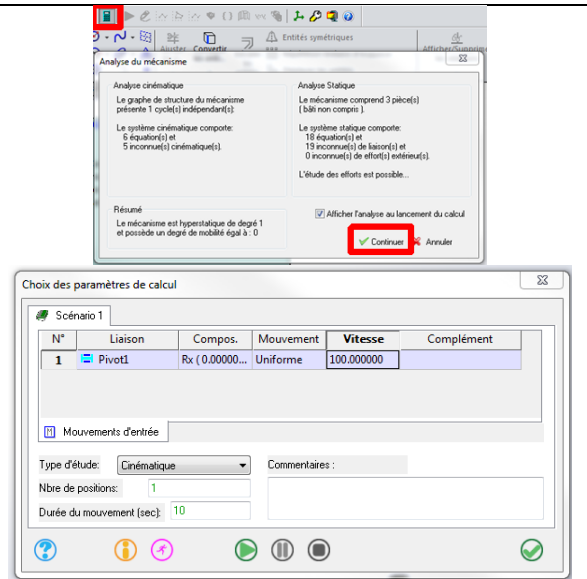 Entités symétriques
Ajuster Convertir
Afficher/Supprime
Analyse du mécanisme
Analyse cinématique
Le graphe de structure du mécanisme
présente 1 cycle(s) indépendant(s):
Le système cinématique comporte:
6 équation(s) et
5 inconnue(s) cinématique(s).
Analyse Statique
Le mécanisme comprend 3 pièce(s)
( bâti non compris ).
Le système statique comporte:
18 équation(s) et
19 inconnue(s) de liaison(s) et
0 inconnue(s) de effort(s) extérieur(s).
L'étude des efforts est possible...
Résumé
Le mécanisme est hyperstatique de degré 1
et possède un degré de mobilité égal à : 0
Afficher l'analyse au lancement du calcul
Continuer Annuler
Choix des paramètres de calcul
Scénario 1
N° Liaison Compos. Mouvement Vitesse Complément
1 Pivot1 Rx ( 0.00000... Uniforme 100.000000
Mouvements d'entrée
Type d'étude: Cinématique Commentaires :
Nbre de positions: 1
Durée du mouvement (sec): 10